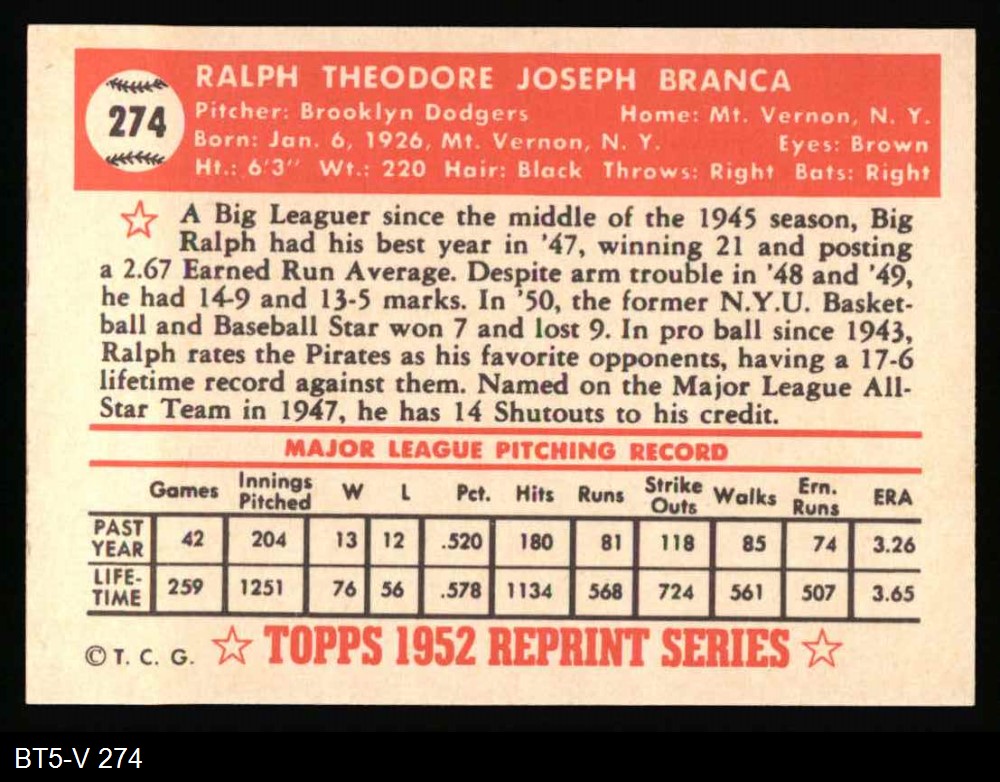 274
RALPH THEODORE JOSEPH BRANCA
Pitcher: Brooklyn Dodgers Home: Mt. Vernon, N. Y.
Born: Jan. 6, 1926, Mt. Vernon, N. Y. Eyes: Brown
Ht.: 6'3" Wt.: 220 Hair: Black Throws: Right Bats: Right
A Big Leaguer since the middle of the 1945 season, Big
Ralph had his best year in '47, winning 21 and posting
a 2.67 Earned Run Average. Despite arm trouble in '48 and '49,
he had 14-9 and 13-5 marks. In '50, the former N.Y.U. Basket-
ball and Baseball Star won 7 and lost 9. In pro ball since 1943,
Ralph rates the Pirates as his favorite opponents, having a 17-6
lifetime record against them. Named on the Major League All-
Star Team in 1947, he has 14 Shutouts to his credit.
MAJOR LEAGUE PITCHING RECORD
Games Innings Pitched W L Pct. Hits Runs Strike Outs Walks Ern. Runs ERA
PAST YEAR 42 204 13 12 .520 180 81 118 85 74 3.26
LIFE-TIME 259 1251 76 56 .578 1134 568 724 561 507 3.65
© T. C. G. ☆ TOPPS 1952 REPRINT SERIES ☆
BT5-V 274